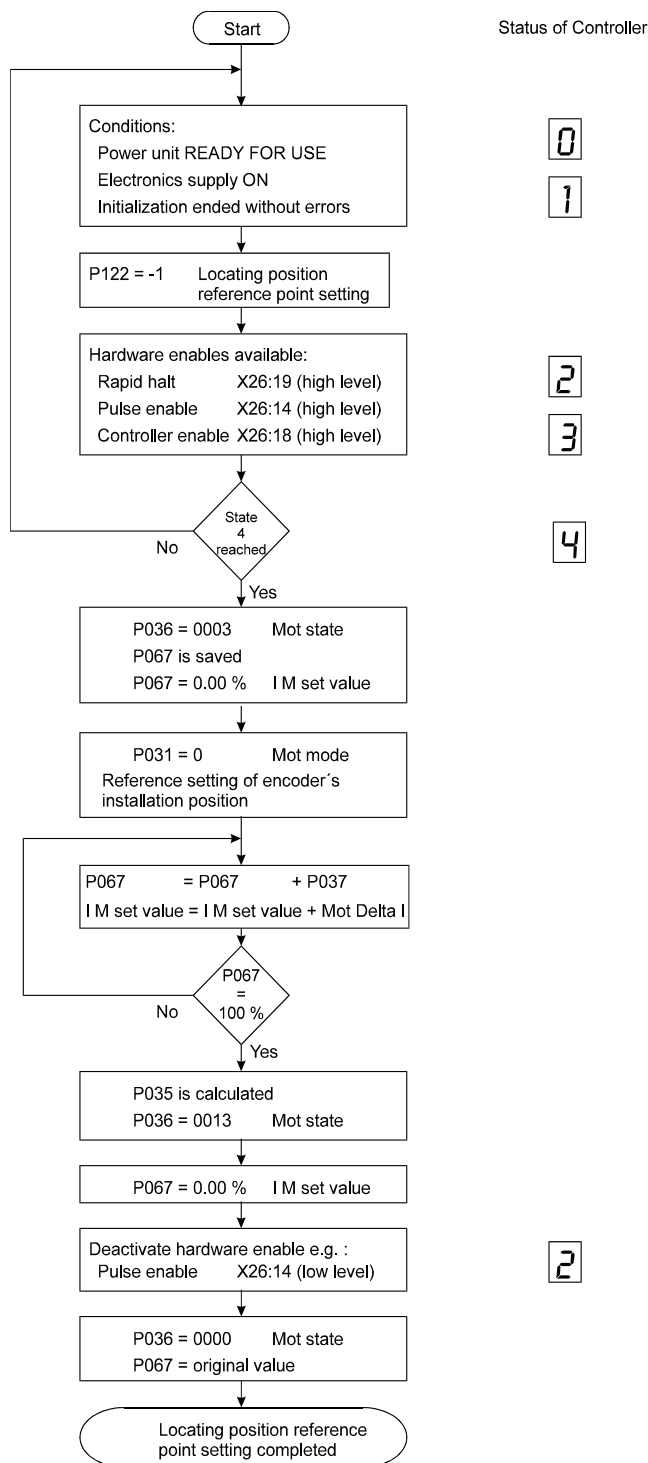 Start
Status of Controller
Conditions:
Power unit READY FOR USE
0
Electronics supply ON
Initialization ended without errors
1
P122 = -1 Locating position
reference point setting
Hardware enables available:
Rapid halt X26:19 (high level)
2
Pulse enable X26:14 (high level)
Controller enable X26:18 (high level)
3
State
4
reached
No
4
Yes
P036 = 0003 Mot state
P067 is saved
P067 = 0.00 % I M set value
P031 = 0 Mot mode
Reference setting of encoder´s
installation position
P067 = P067 + P037
I M set value = I M set value + Mot Delta I
P067
=
100 %
No
Yes
P035 is calculated
P036 = 0013 Mot state
P067 = 0.00 % I M set value
Deactivate hardware enable e.g. :
Pulse enable X26:14 (low level)
2
P036 = 0000 Mot state
P067 = original value
Locating position reference
point setting completed